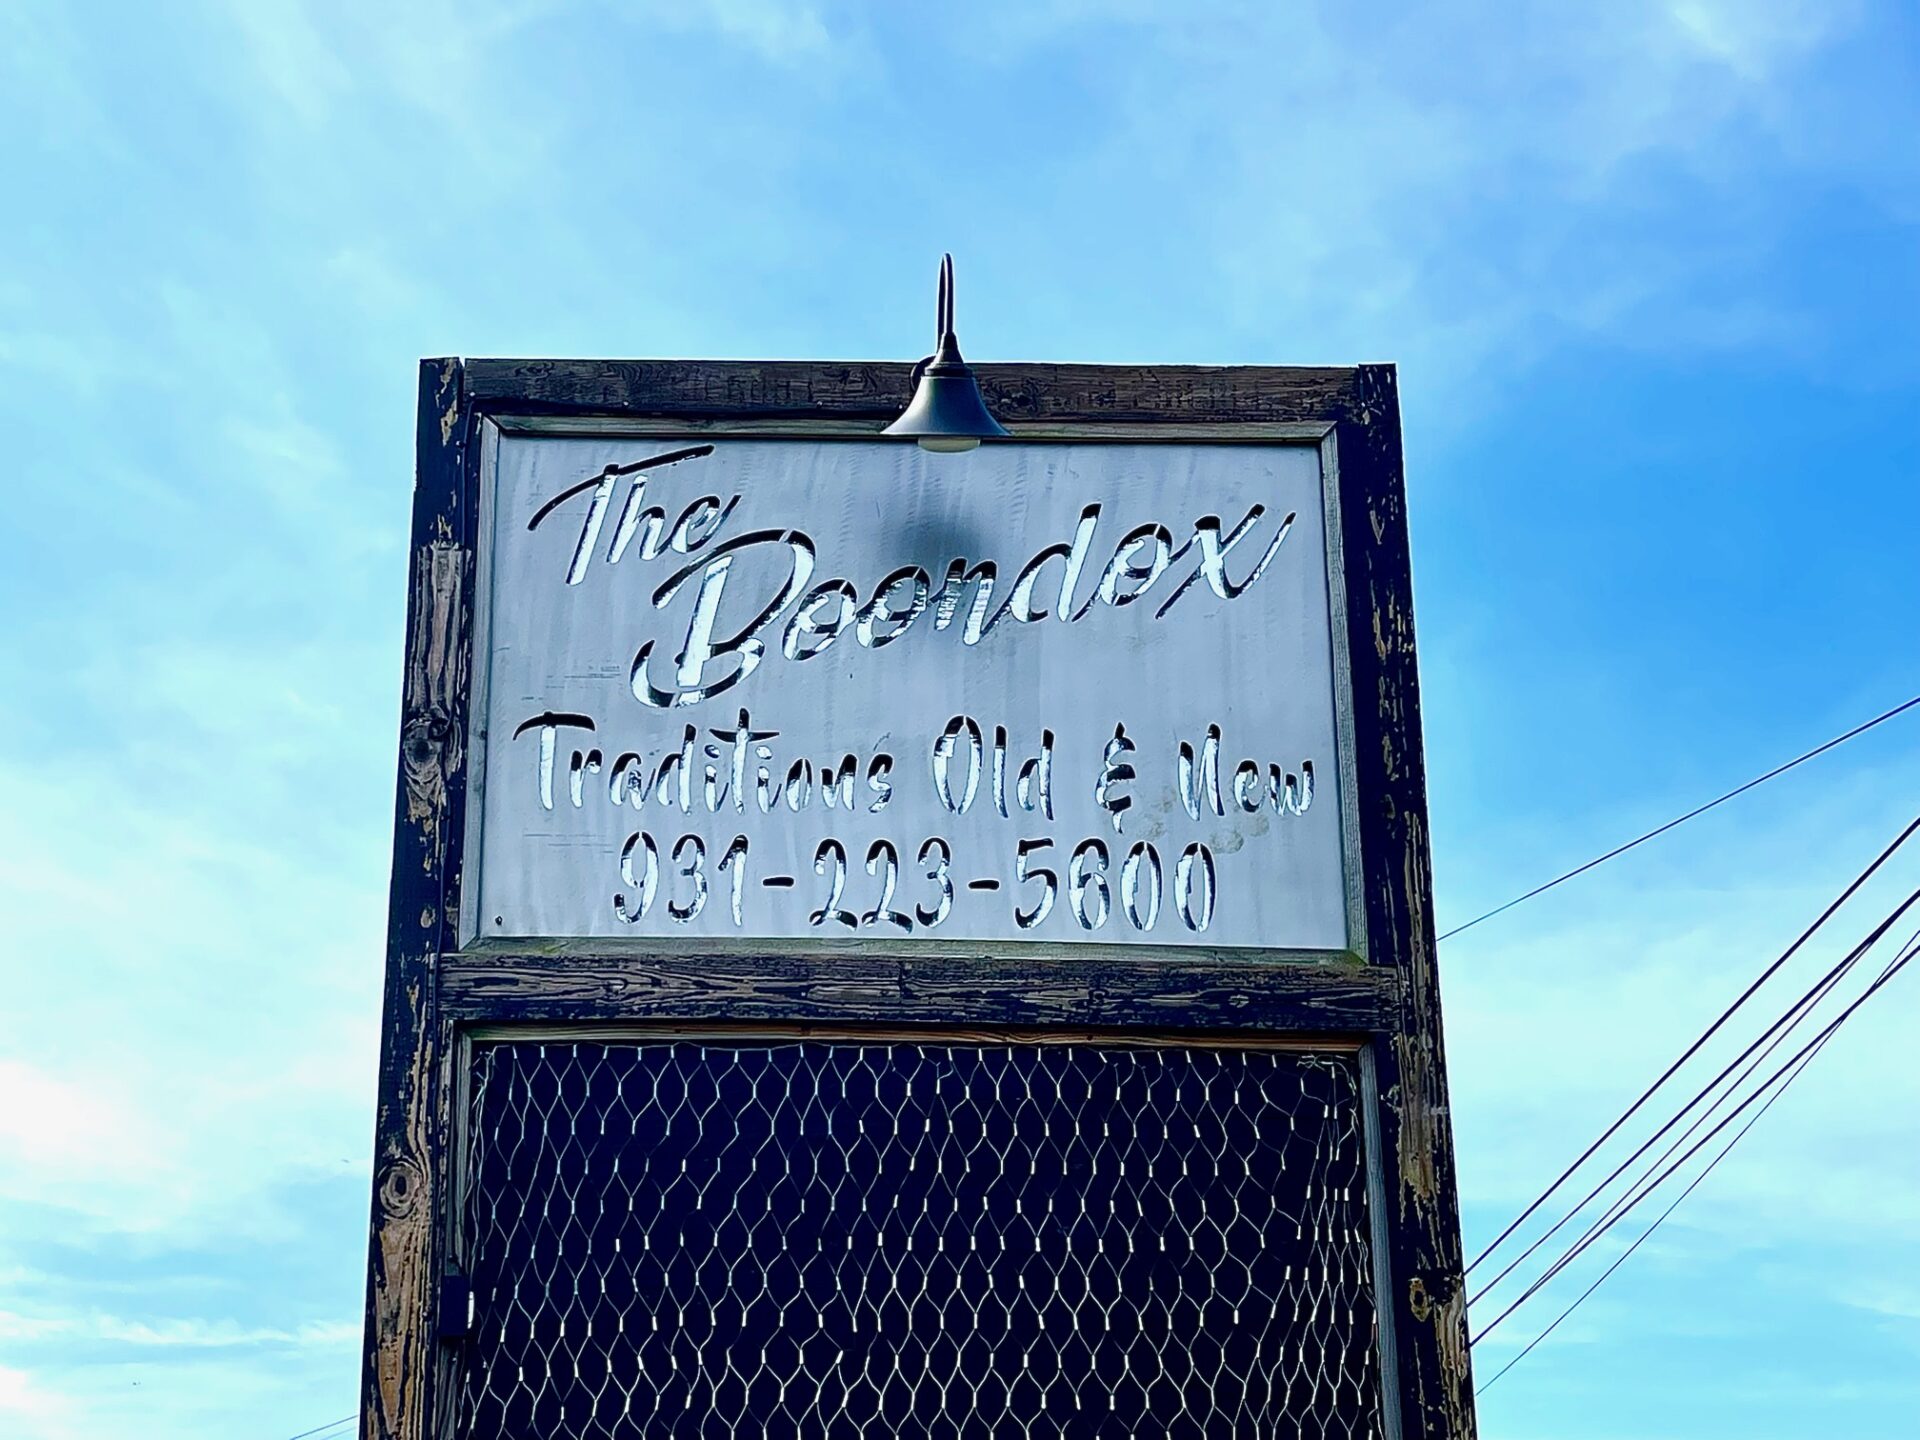 The
Boondox
Traditions Old & New
931-223-5600